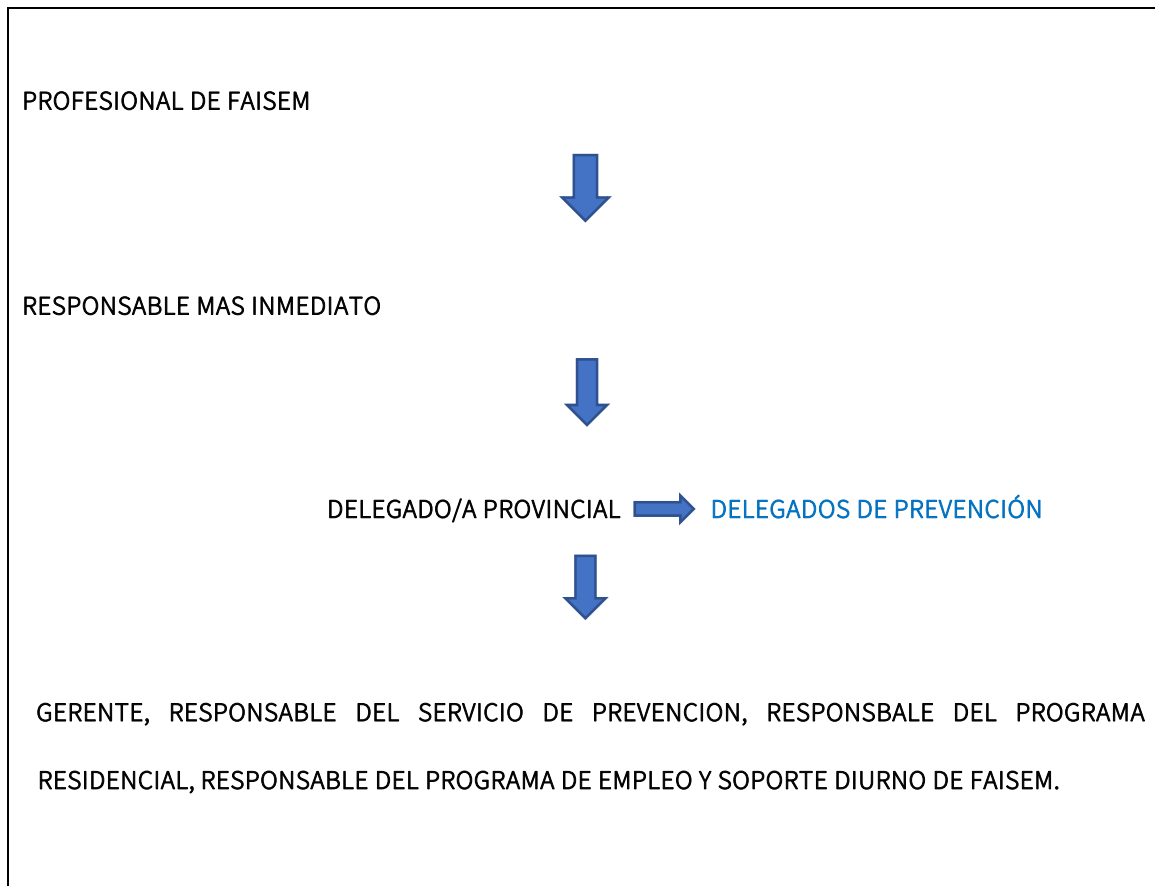 PROFESIONAL DE FAISEM
RESPONSABLE MAS INMEDIATO
DELEGADO/A PROVINCIAL DELEGADOS DE PREVENCIÓN
GERENTE, RESPONSABLE DEL SERVICIO DE PREVENCION, RESPONSBALE DEL PROGRAMA
RESIDENCIAL, RESPONSABLE DEL PROGRAMA DE EMPLEO Y SOPORTE DIURNO DE FAISEM.